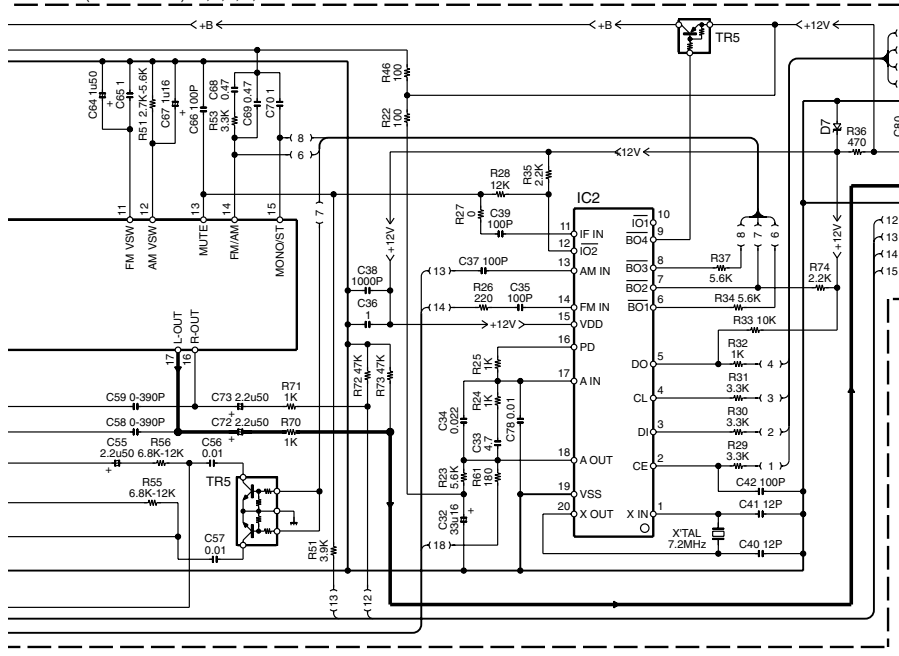 +B
+B
+12V
TR5
C64 1u50
+
C65 1
R51 2.7K-5.6K
C67 1u16
+
C66 100P
C68
0.47
R53
3.3K
C69 0.47
C70 1
8
6
R46
100
R22
100
+12V
D7
R36
470
11
12
13
14
15
FM VSW
AM VSW
MUTE
FM/AM
MONO/ST
7
+12V
R28
12K
R35
2.2K
R27
0
C39
100P
IC2
11
IF IN
12
IO2
13
AM IN
14
FM IN
15
VDD
16
PD
17
A IN
18
A OUT
19
VSS
20
X OUT
IO1
10
BO4
9
BO3
8
BO2
7
BO1
6
DO
5
CL
4
DI
3
CE
2
X IN
1
8
7
6
R37
5.6K
R74
2.2K
+12V
12
13
14
15
R34 5.6K
R33 10K
R32
1K
4
R31
3.3K
3
R30
3.3K
2
R29
3.3K
1
C42 100P
C41 12P
X'TAL
7.2MHz
C40 12P
13
C37 100P
C38
1000P
C36
1
14
R26
220
C35
100P
+12V
L-OUT
R-OUT
17
16
R72 47K
R73 47K
R25
1K
R24
1K
C34
0.022
C33
4.7
C78 0.01
R23
5.6K
R61
180
C32
33u16
+
18
C59 0-390P
C73 2.2u50
+
R71
1K
C58 0-390P
C72 2.2u50
+
R70
1K
C55
2.2u50
+
R56
6.8K-12K
C56
0.01
TR5
R55
6.8K-12K
C57
0.01
R51
3.9K
13
12